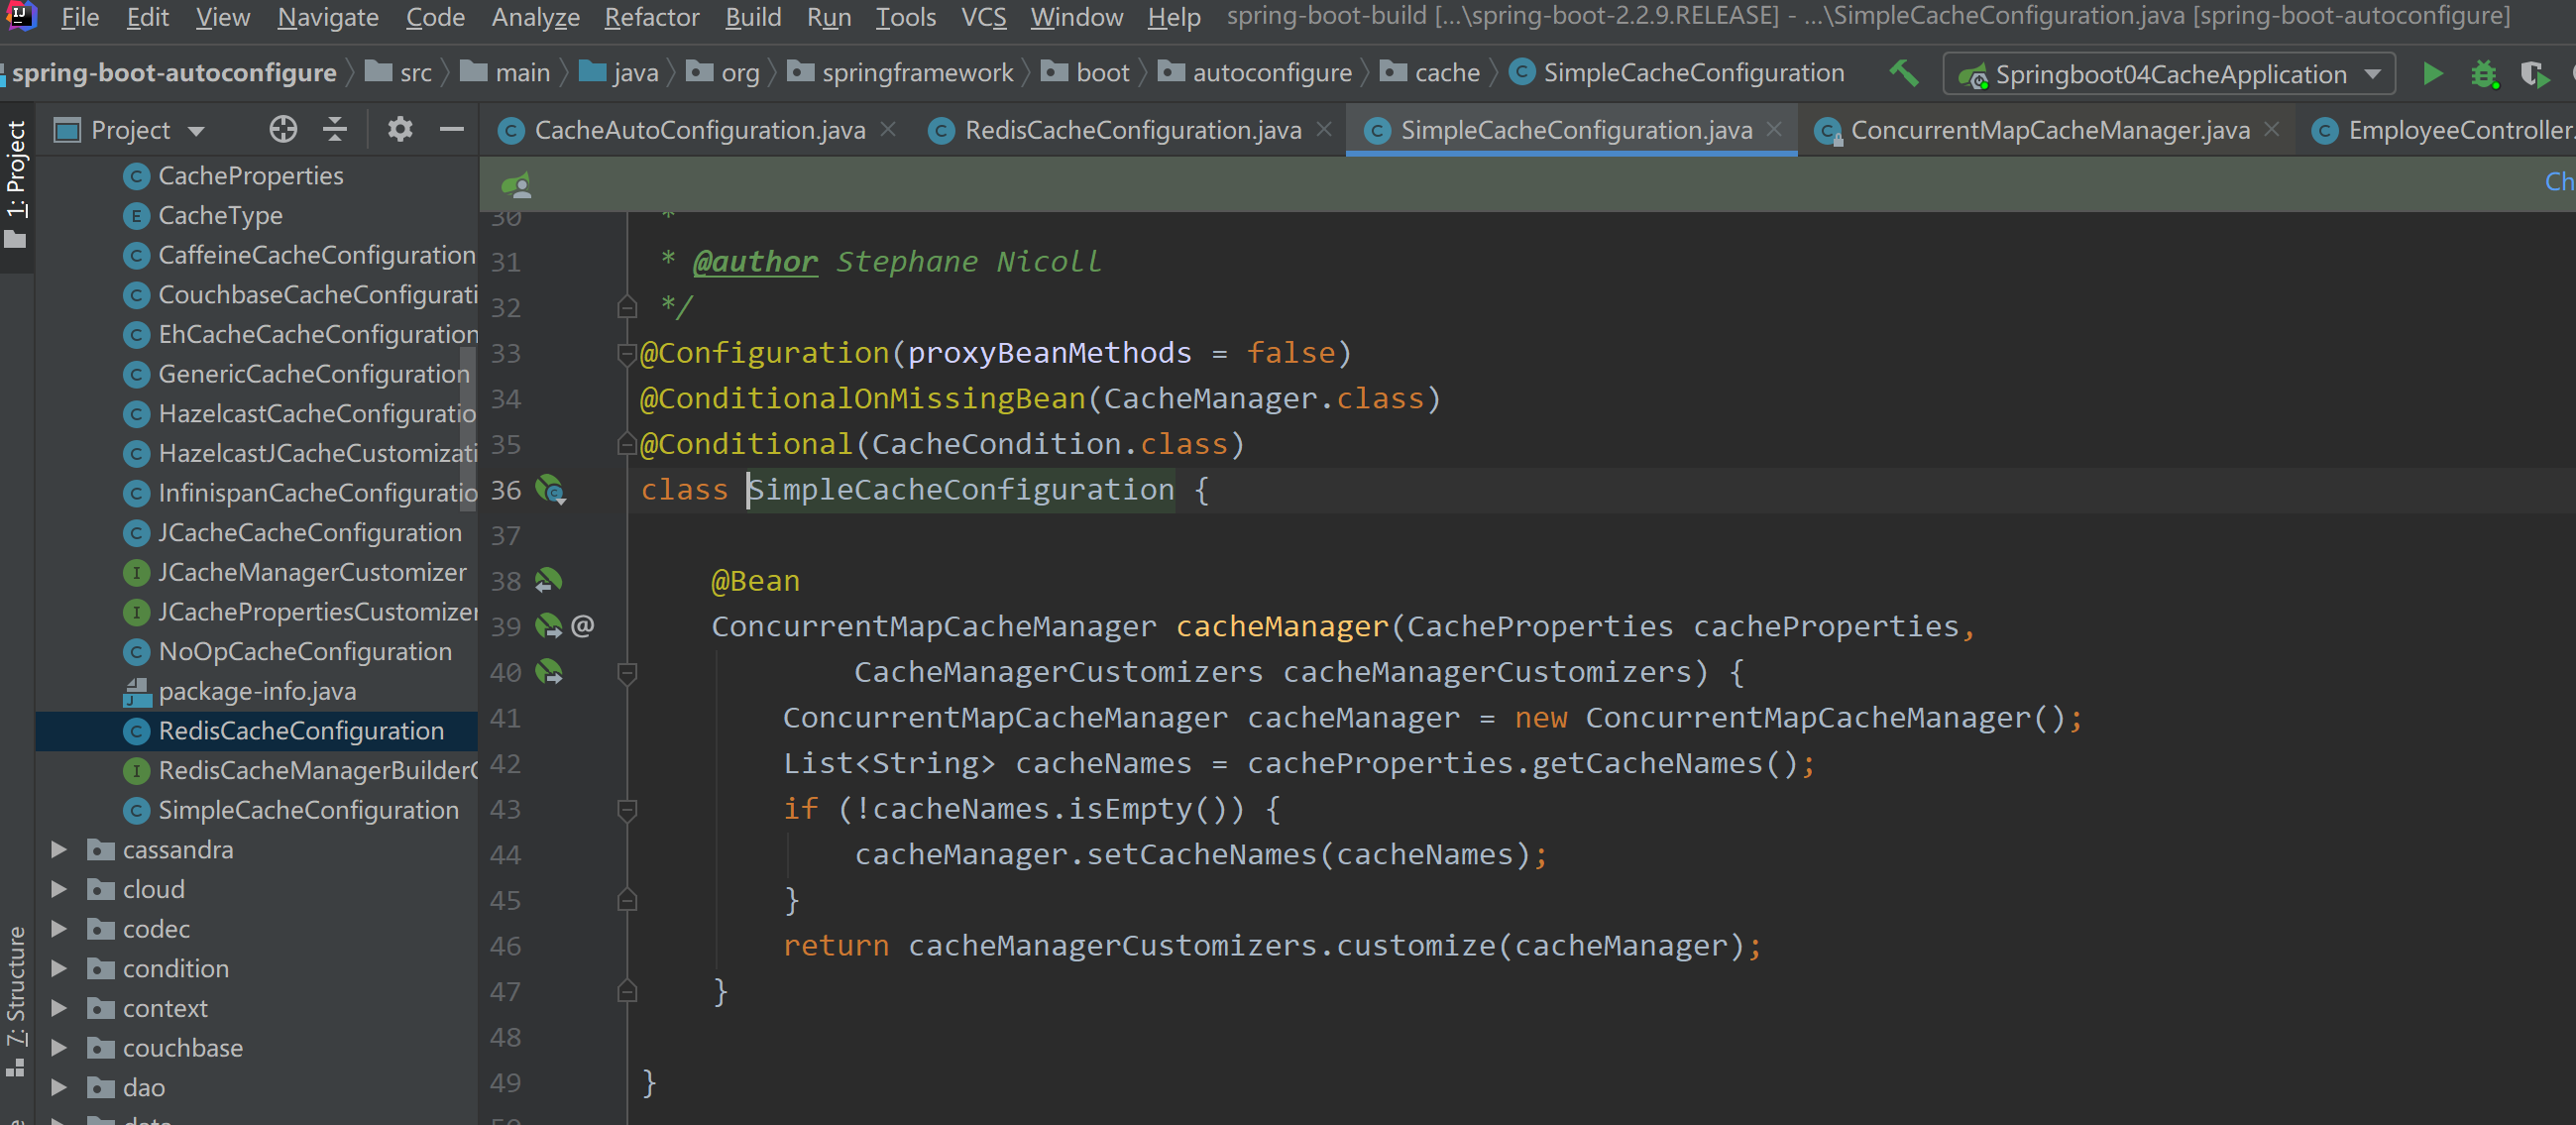 File Edit View Navigate Code Analyze Refactor Build Run Tools VCS Window Help spring-boot-build [...\spring-boot-2.2.9.RELEASE] - ...\SimpleCacheConfiguration.java [spring-boot-autoconfigure]
spring-boot-autoconfigure src main java org springframework boot autoconfigure cache SimpleCacheConfiguration Springboot04CacheApplication
Project CacheAutoConfiguration.java RedisCacheConfiguration.java SimpleCacheConfiguration.java ConcurrentMapCacheManager.java EmployeeController.
1: Project
7: Structure
Ch
CacheProperties
CacheType
CaffeineCacheConfiguration
CouchbaseCacheConfigurati
EhCacheCacheConfiguration
GenericCacheConfiguration
HazelcastCacheConfiguratio
HazelcastJCacheCustomizati
InfinispanCacheConfiguratio
JCacheCacheConfiguration
JCacheManagerCustomizer
JCachePropertiesCustomizer
NoOpCacheConfiguration
package-info.java
RedisCacheConfiguration
RedisCacheManagerBuilderC
SimpleCacheConfiguration
cassandra
cloud
codec
condition
context
couchbase
dao
data
30 *
31 * @author Stephane Nicoll
32 */
33 @Configuration(proxyBeanMethods = false)
34 @ConditionalOnMissingBean(CacheManager.class)
35 @Conditional(CacheCondition.class)
36 class SimpleCacheConfiguration {
37
38 @Bean
39 @ ConcurrentMapCacheManager cacheManager(CacheProperties cacheProperties,
40 CacheManagerCustomizers cacheManagerCustomizers) {
41 ConcurrentMapCacheManager cacheManager = new ConcurrentMapCacheManager();
42 List<String> cacheNames = cacheProperties.getCacheNames();
43 if (!cacheNames.isEmpty()) {
44 cacheManager.setCacheNames(cacheNames);
45 }
46 return cacheManagerCustomizers.customize(cacheManager);
47 }
48
49 }